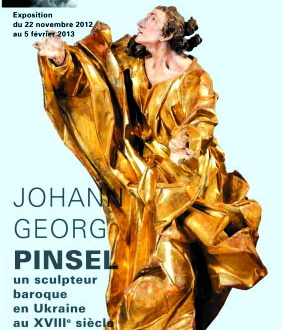 Exposition
du 22 novembre 2012
au 5 février 2013
JOHANN
GEORG
PINSEL
un sculpteur
baroque
en Ukraine
au XVIIIe siècle